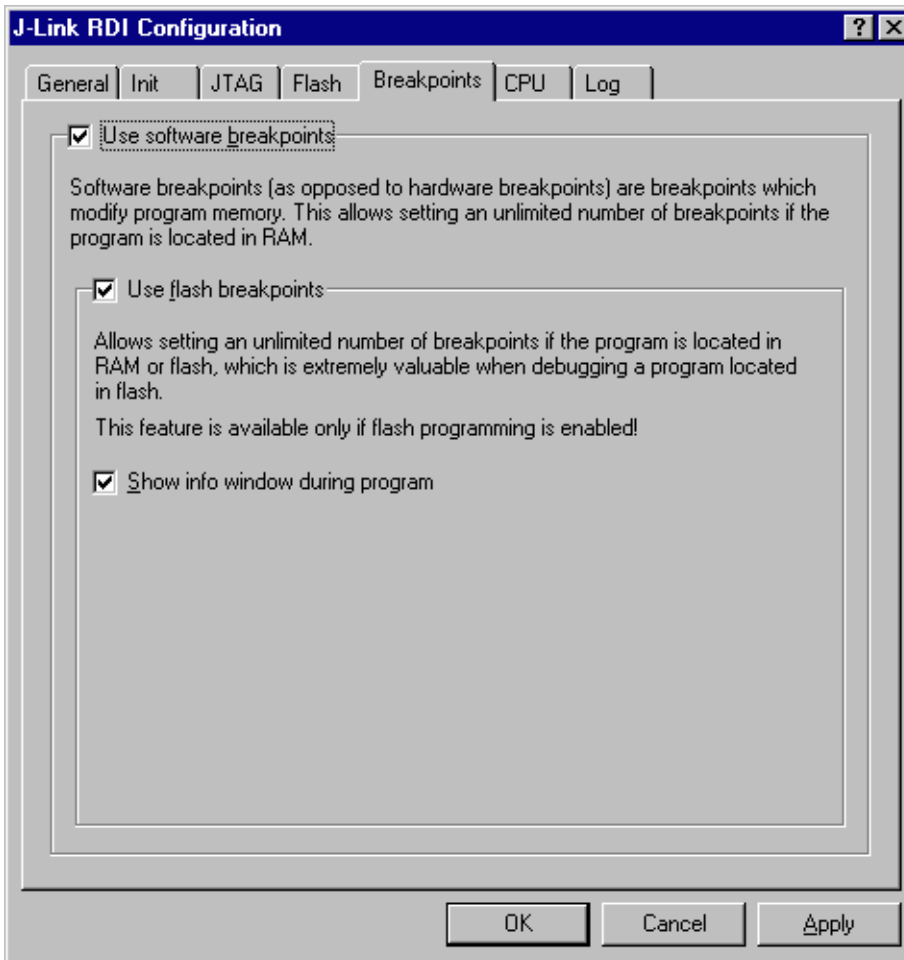 J-Link RDI Configuration
General Init JTAG Flash Breakpoints CPU Log
Use software breakpoints
Software breakpoints (as opposed to hardware breakpoints) are breakpoints which
modify program memory. This allows setting an unlimited number of breakpoints if the
program is located in RAM.
Use flash breakpoints
Allows setting an unlimited number of breakpoints if the program is located in
RAM or flash, which is extremely valuable when debugging a program located
in flash.
This feature is available only if flash programming is enabled!
Show info window during program
OK Cancel Apply